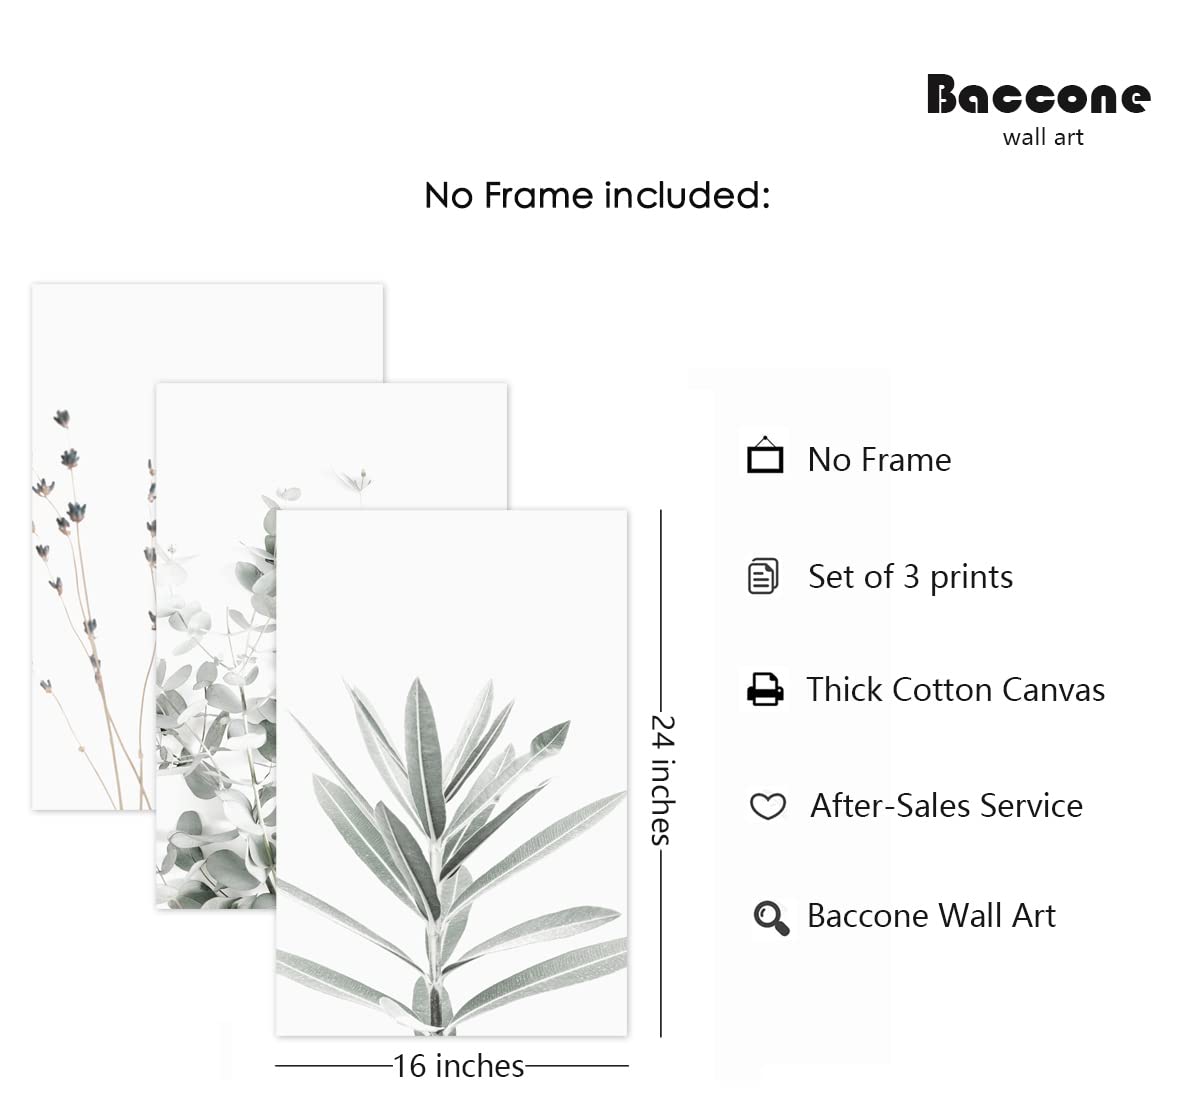 Baccone
wall art
No Frame included:
No Frame
Set of 3 prints
Thick Cotton Canvas
24 inches
After-Sales Service
Baccone Wall Art
16 inches